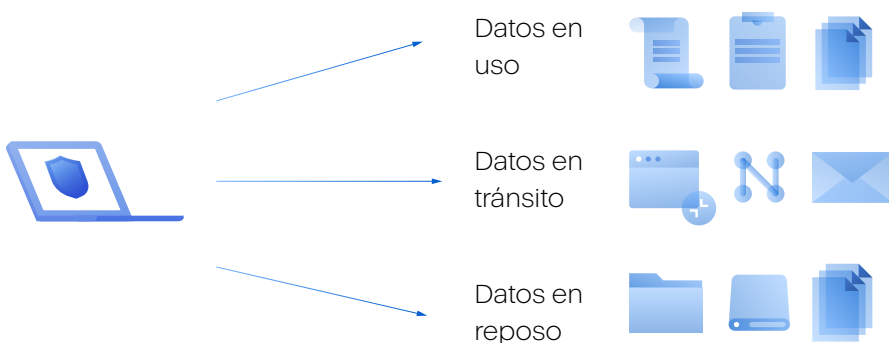 Datos en
uso
Datos en
tránsito
Datos en
reposo